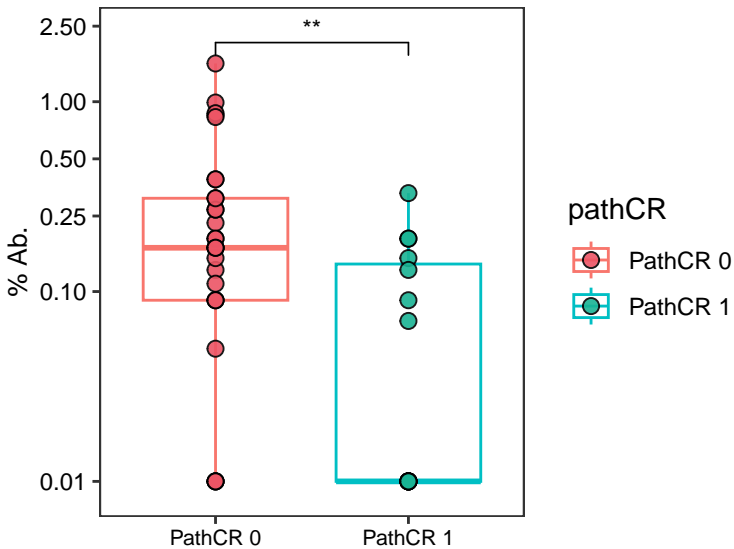 **
2.50
1.00
0.50
0.25
0.10
0.01
% Ab.
PathCR 0
PathCR 1
pathCR
PathCR 0
PathCR 1